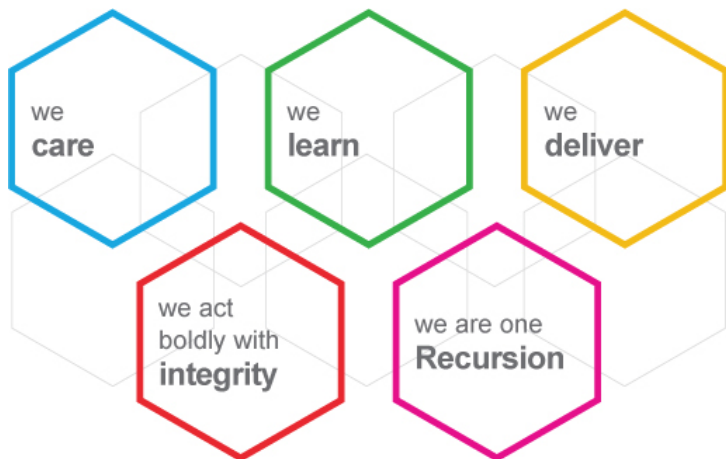 we
care
we
learn
we
deliver
we act
boldly with
integrity
we are one
Recursion